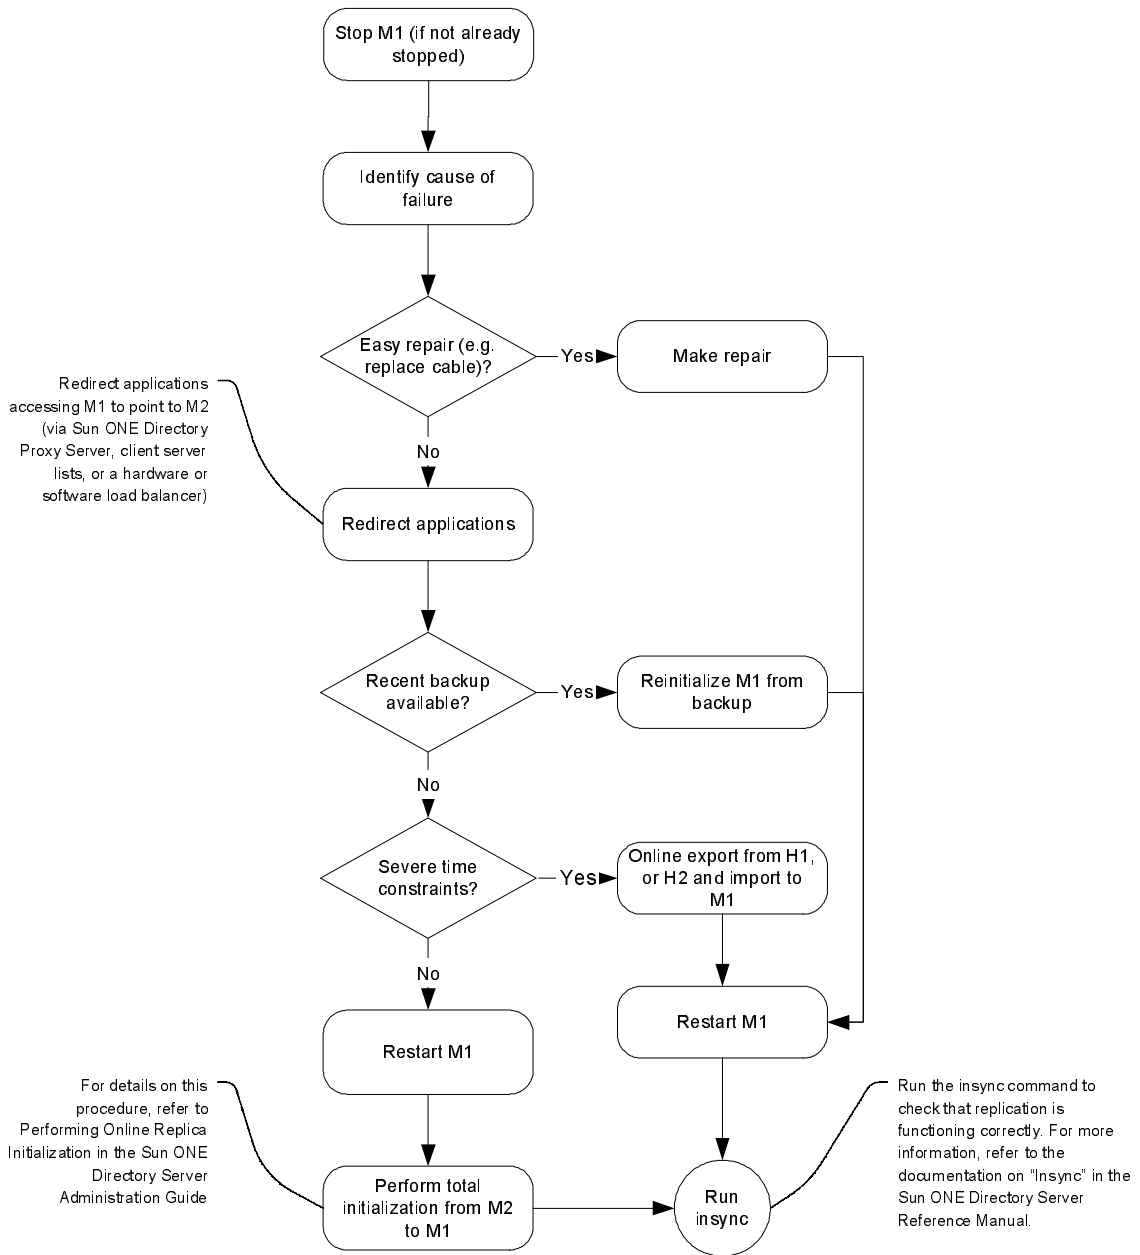 Stop M1 (if not already
stopped)
Identify cause of
failure
Easy repair (e.g.
replace cable)?
Yes
Make repair
Redirect applications
accessing M1 to point to M2
(via Sun ONE Directory
Proxy Server, client server
lists, or a hardware or
software load balancer)
No
Redirect applications
Recent backup
available?
Yes
Reinitialize M1 from
backup
No
Severe time
constraints?
Yes
Online export from H1,
or H2 and import to
M1
No
Restart M1
Restart M1
For details on this
procedure, refer to
Performing Online Replica
Initialization in the Sun ONE
Directory Server
Administration Guide
Perform total
initialization from M2
to M1
Run
insync
Run the insync command to
check that replication is
functioning correctly. For more
information, refer to the
documentation on “Insync” in the
Sun ONE Directory Server
Reference Manual.